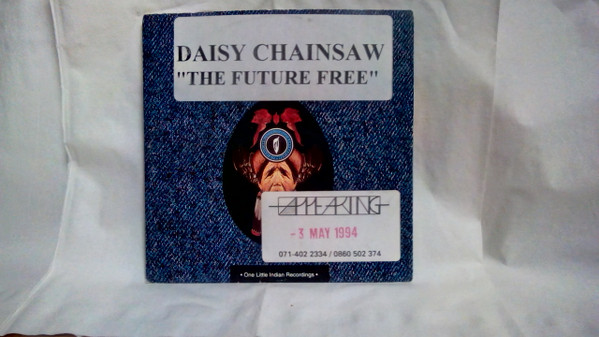 DAISY CHAINSAW
"THE FUTURE FREE"
APPEARING
-3 MAY 1994
071-402 2334 / 0860 502 374
• One Little Indian Recordings •